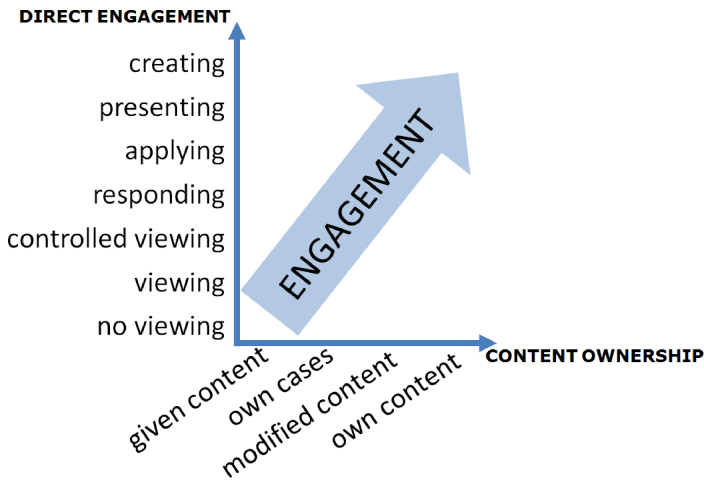 DIRECT ENGAGEMENT
creating
presenting
applying
responding
controlled viewing
viewing
no viewing
ENGAGEMENT
CONTENT OWNERSHIP
given content
own cases
modified content
own content